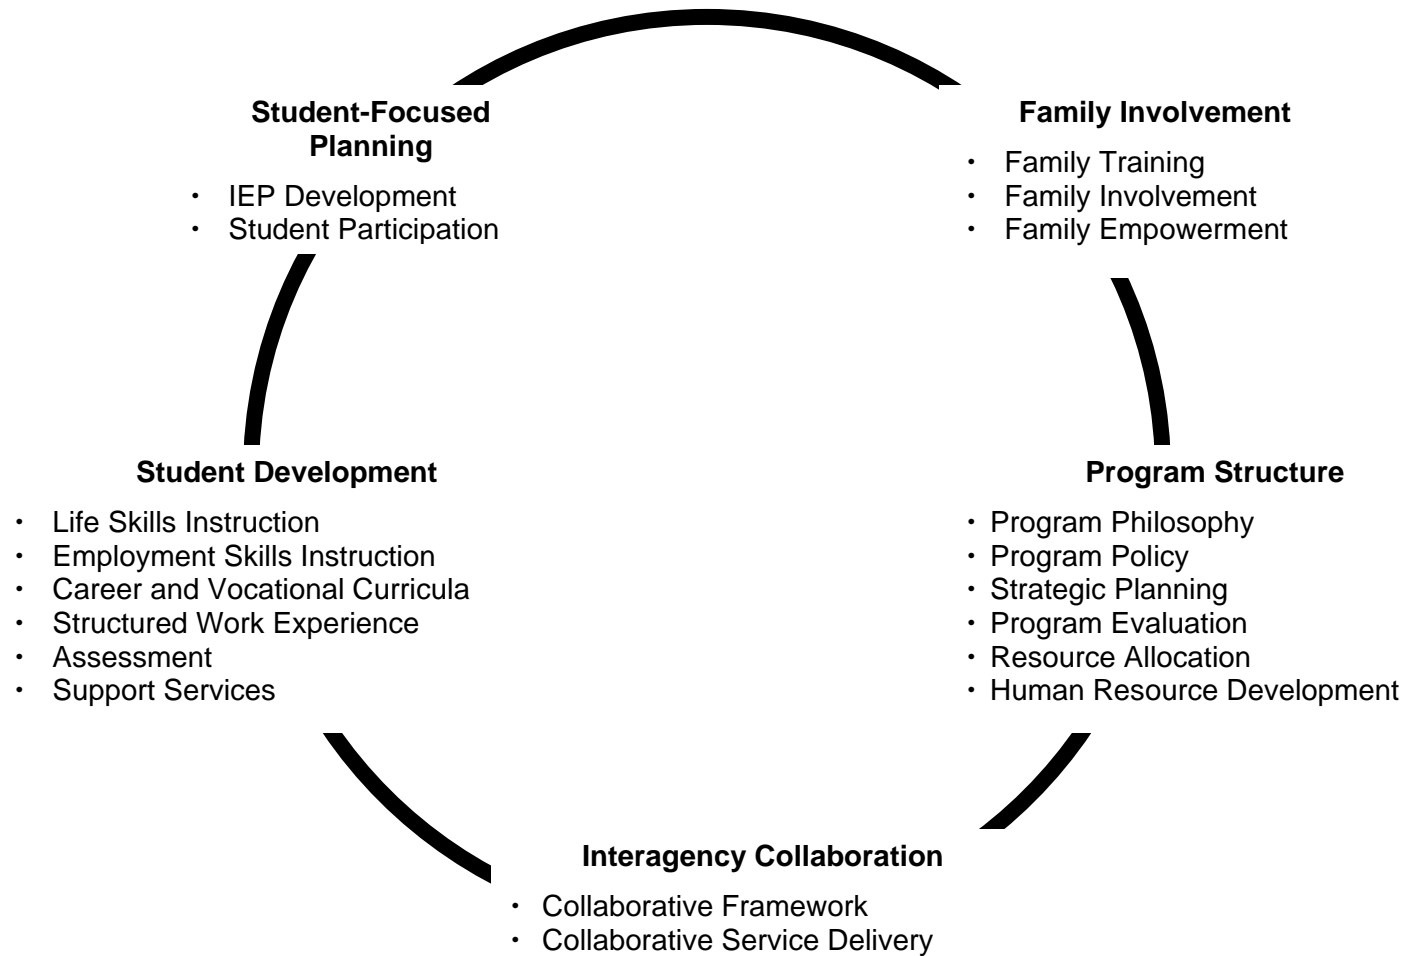 Student-Focused
Planning
· IEP Development
· Student Participation
Family Involvement
· Family Training
· Family Involvement
· Family Empowerment
Student Development
· Life Skills Instruction
· Employment Skills Instruction
· Career and Vocational Curricula
· Structured Work Experience
· Assessment
· Support Services
Program Structure
· Program Philosophy
· Program Policy
· Strategic Planning
· Program Evaluation
· Resource Allocation
· Human Resource Development
Interagency Collaboration
· Collaborative Framework
· Collaborative Service Delivery